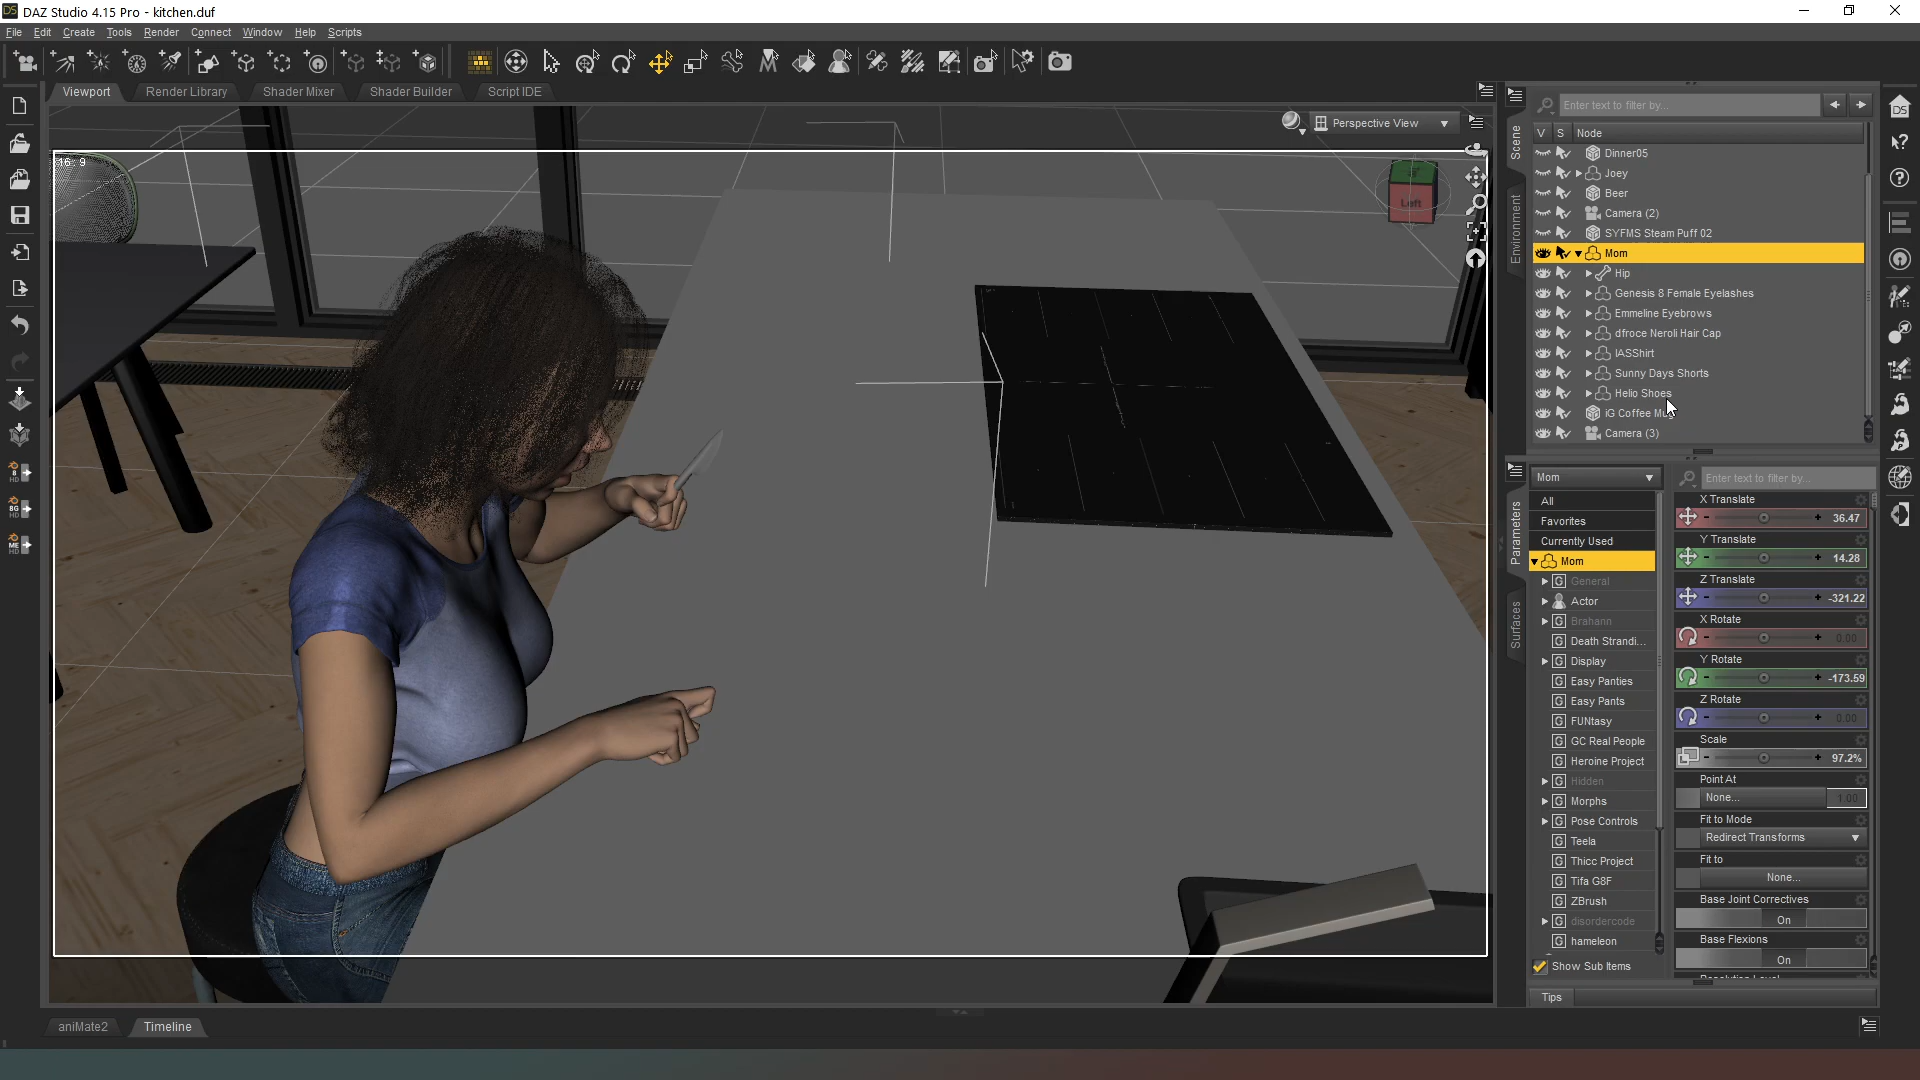 DAZ Studio 4.15 Pro - kitchen.duf
File Edit Create Tools Render Connect Window Help Scripts
Viewport Render Library Shader Mixer Shader Builder Script IDE
Perspective View
16:9
Left
Scene
Environment
Enter text to filter by...
V S Node
Dinner05
Joey
Beer
Camera (2)
SYFMS Steam Puff 02
Mom
Hip
Genesis 8 Female Eyelashes
Emmeline Eyebrows
dfroce Neroli Hair Cap
IASShirt
Sunny Days Shorts
Helio Shoes
iG Coffee Mug
Camera (3)
Parameters
Surfaces
Mom
Enter text to filter by...
All
Favorites
Currently Used
Mom
General
Actor
Brahann
Death Strandi...
Display
Easy Panties
Easy Pants
FUNtasy
GC Real People
Heroine Project
Hidden
Morphs
Pose Controls
Teela
Thicc Project
Tifa G8F
ZBrush
disordercode
hameleon
Show Sub Items
X Translate
36.47
Y Translate
14.28
Z Translate
-321.22
X Rotate
0.00
Y Rotate
-173.59
Z Rotate
0.00
Scale
97.2%
Point At
None...
1.00
Fit to Mode
Redirect Transforms
Fit to
None...
Base Joint Correctives
On
Base Flexions
On
Resolution Level
Tips
aniMate2 Timeline